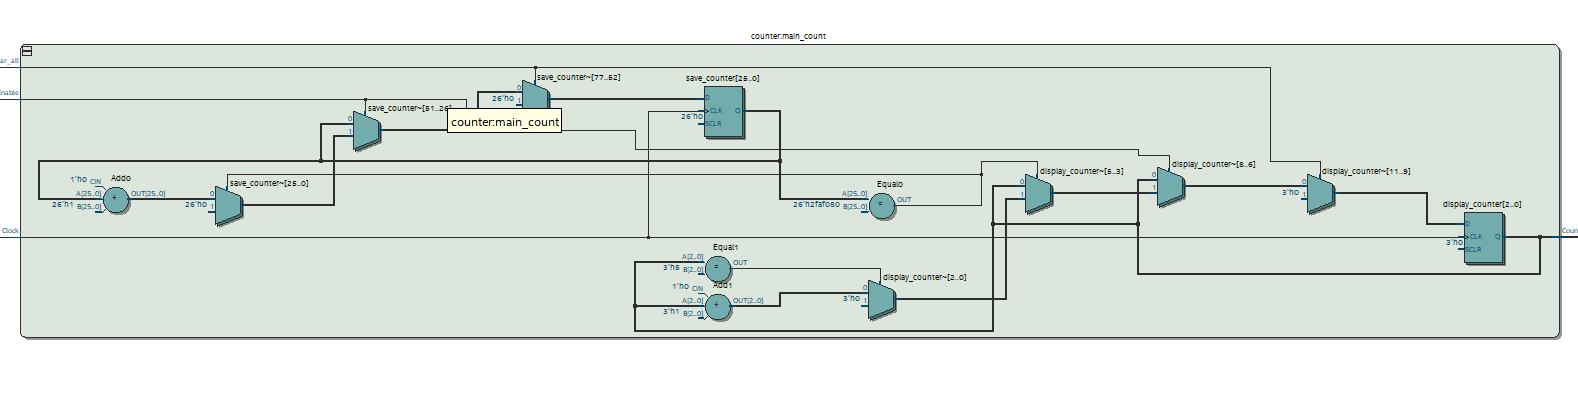 counter:main_count
ar_all
Enable
Clock
save_counter~[77..52]
0
26'h0
1
save_counter[25..0]
D
CLK
26'h0
SCLR
Q
save_counter~[51..26]
0
1
counter:main_count
Add0
1'h0 CIN
A[25..0]
26'h1 B[25..0]
+
OUT[25..0]
save_counter~[25..0]
0
26'h0
1
Equal0
A[25..0]
26'h2faf080 B[25..0]
=
OUT
display_counter~[5..3]
0
1
display_counter~[8..6]
0
1
display_counter~[11..9]
0
3'h0
1
display_counter[2..0]
D
CLK
3'h0
SCLR
Q
Coun
Equal1
A[2..0]
3'h5 B[2..0]
=
OUT
Add1
1'h0 CIN
A[2..0]
3'h1 B[2..0]
+
OUT[2..0]
display_counter~[2..0]
0
3'h0
1